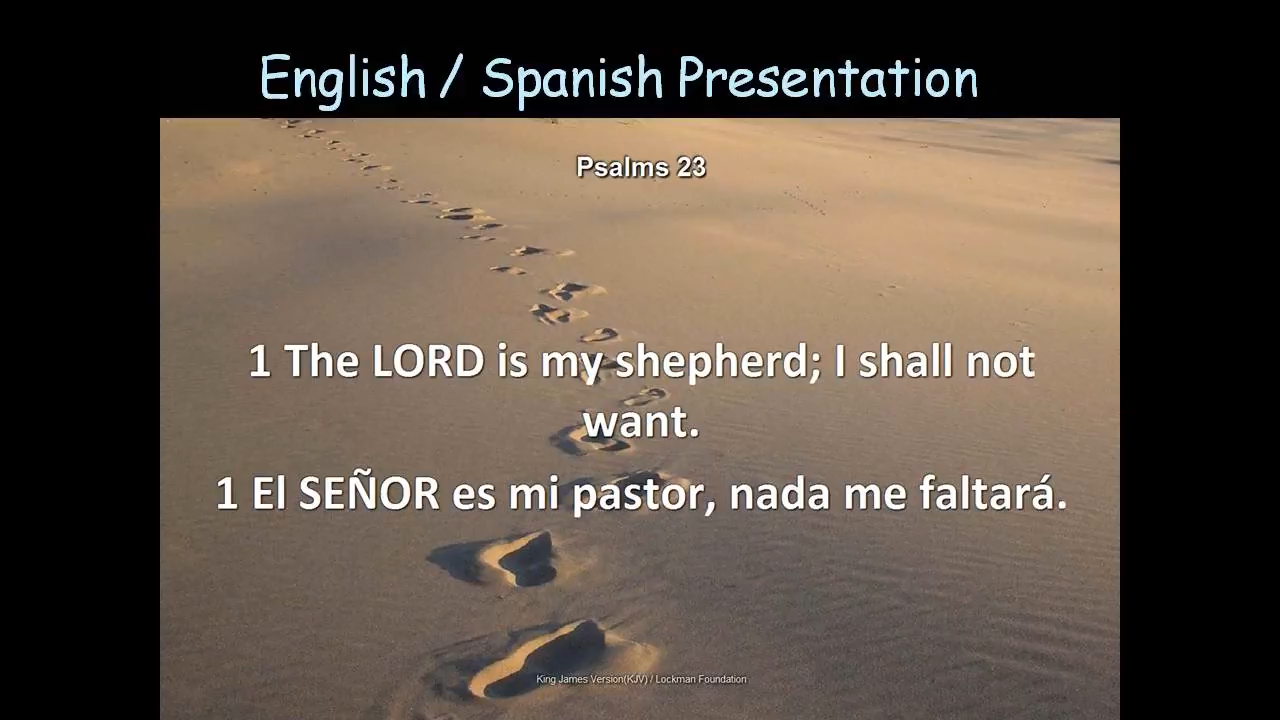 English / Spanish Presentation
Psalms 23
1 The LORD is my shepherd; I shall not
want.
1 El SEÑOR es mi pastor, nada me faltará.
King James Version(KJV) / Lockman Foundation